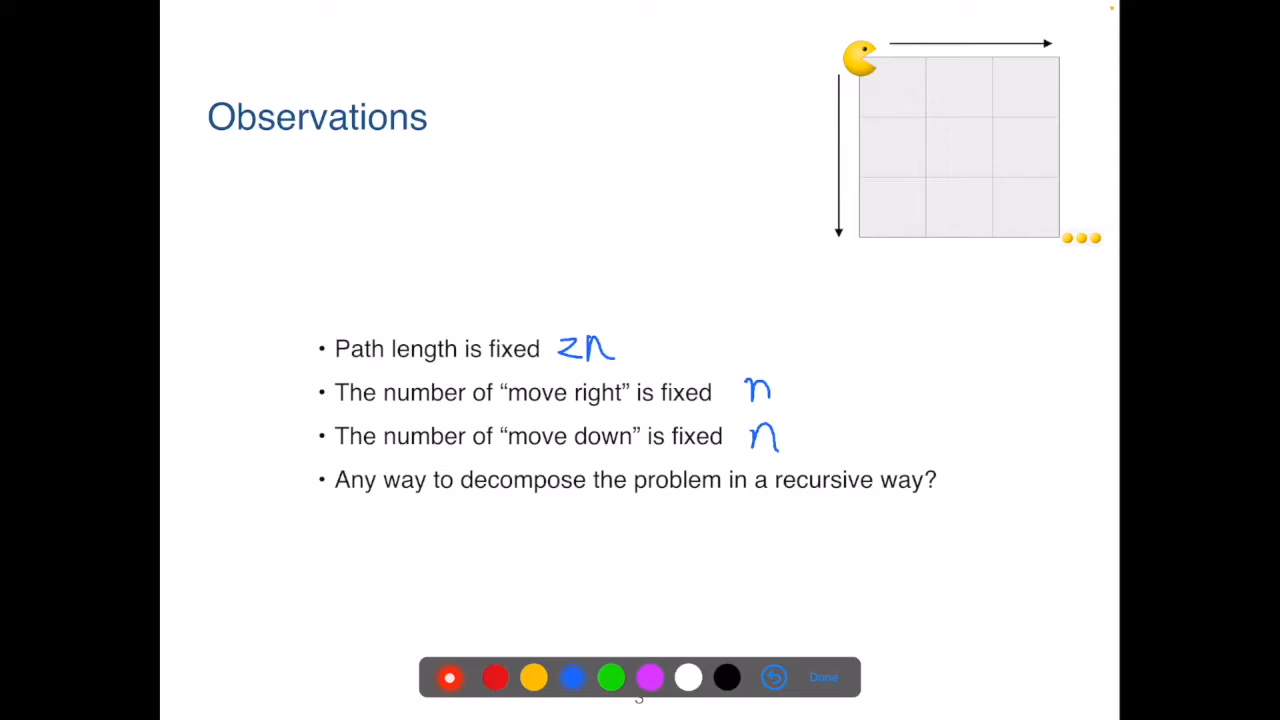 Observations
• Path length is fixed 2n
• The number of “move right” is fixed n
• The number of “move down” is fixed n
• Any way to decompose the problem in a recursive way?
Done
3